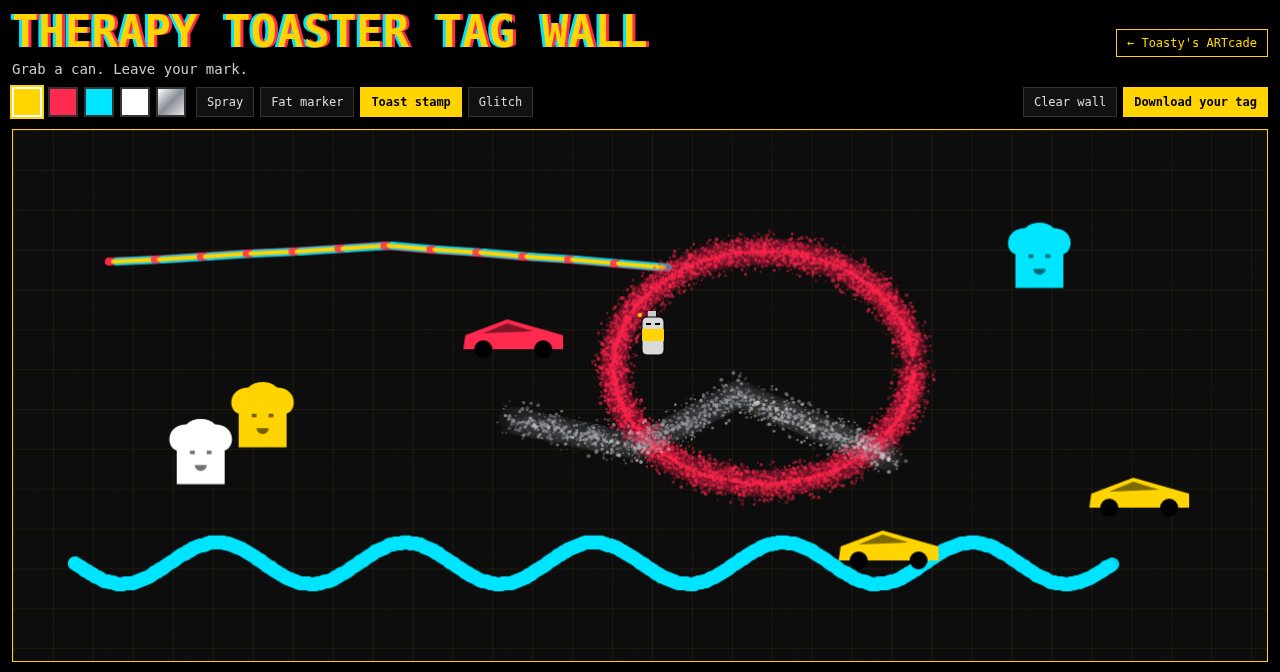 THERAPY TOASTER TAG WALL
← Toasty's ARTcade
Grab a can. Leave your mark.
Spray
Fat marker
Toast stamp
Glitch
Clear wall
Download your tag